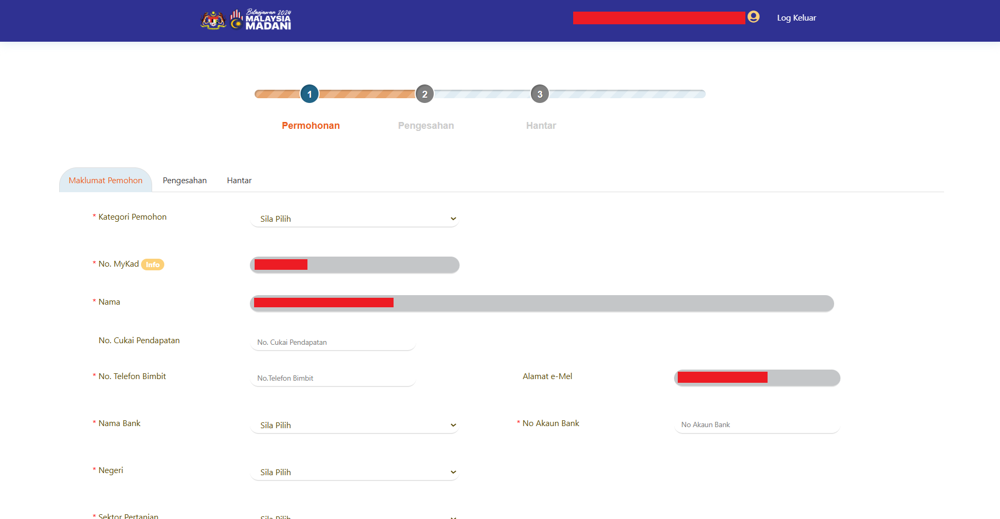 Belanjawan 2024
MALAYSIA
MADANI
Log Keluar
1
2
3
Permohonan
Pengesahan
Hantar
Maklumat Pemohon
Pengesahan
Hantar
* Kategori Pemohon
Sila Pilih
* No. MyKad Info
* Nama
No. Cukai Pendapatan
No. Cukai Pendapatan
* No. Telefon Bimbit
No.Telefon Bimbit
Alamat e-Mel
* Nama Bank
Sila Pilih
* No Akaun Bank
No Akaun Bank
* Negeri
Sila Pilih
* Sektor Pertanian
Sila Pilih